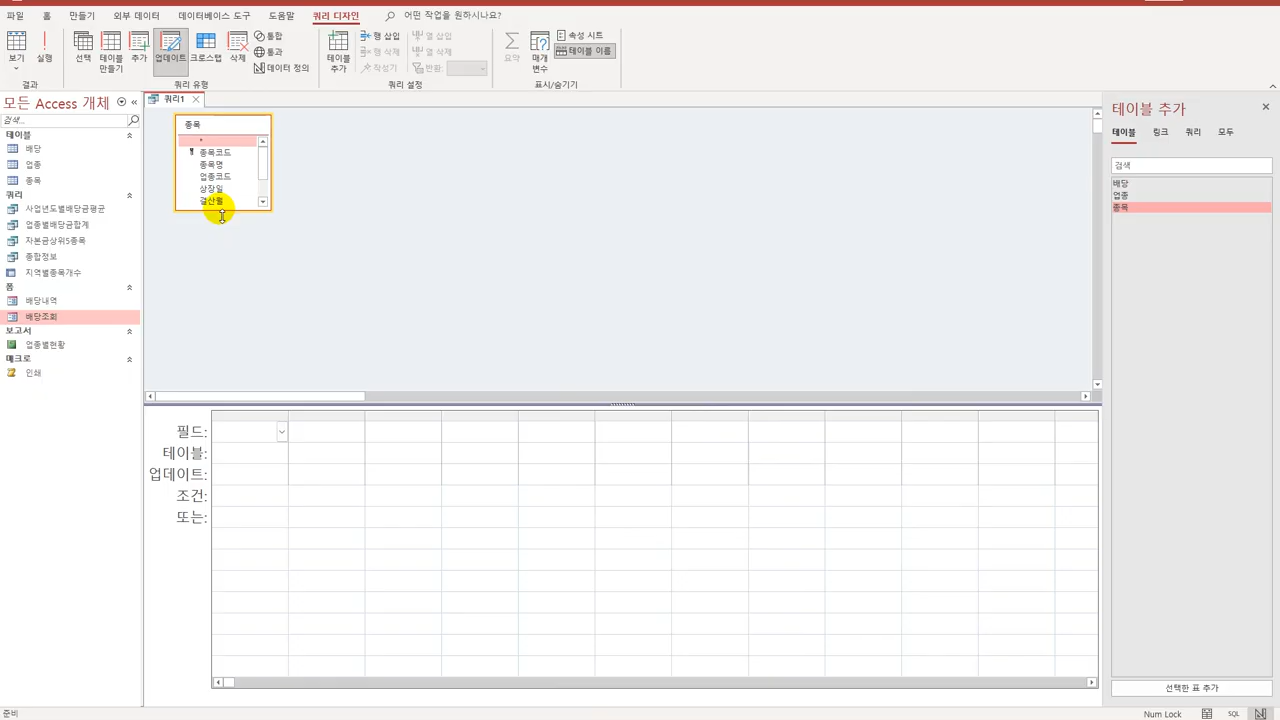 파일 홈 만들기 외부 데이터 데이터베이스 도구 도움말 쿼리 디자인 어떤 작업을 원하시나요?
보기 실행
결과
선택 테이블 만들기 추가 업데이트 크로스탭 삭제
통합
통과
데이터 정의
쿼리 유형
테이블 추가
행 삽입
행 삭제
작성기
열 삽입
열 삭제
반환:
쿼리 설정
요약 매개 변수
속성 시트
테이블 이름
표시/숨기기
모든 Access 개체
검색...
테이블
배당
업종
종목
쿼리
사업년도별배당금평균
업종별배당금합계
자본금상위5종목
종합정보
지역별종목개수
폼
배당내역
배당조회
보고서
업종별현황
매크로
인쇄
쿼리1
종목
*
종목코드
종목명
업종코드
상장일
결산월
필드:
테이블:
업데이트:
조건:
또는:
테이블 추가
테이블 링크 쿼리 모두
검색
배당
업종
종목
선택한 표 추가
준비
Num Lock
SQL